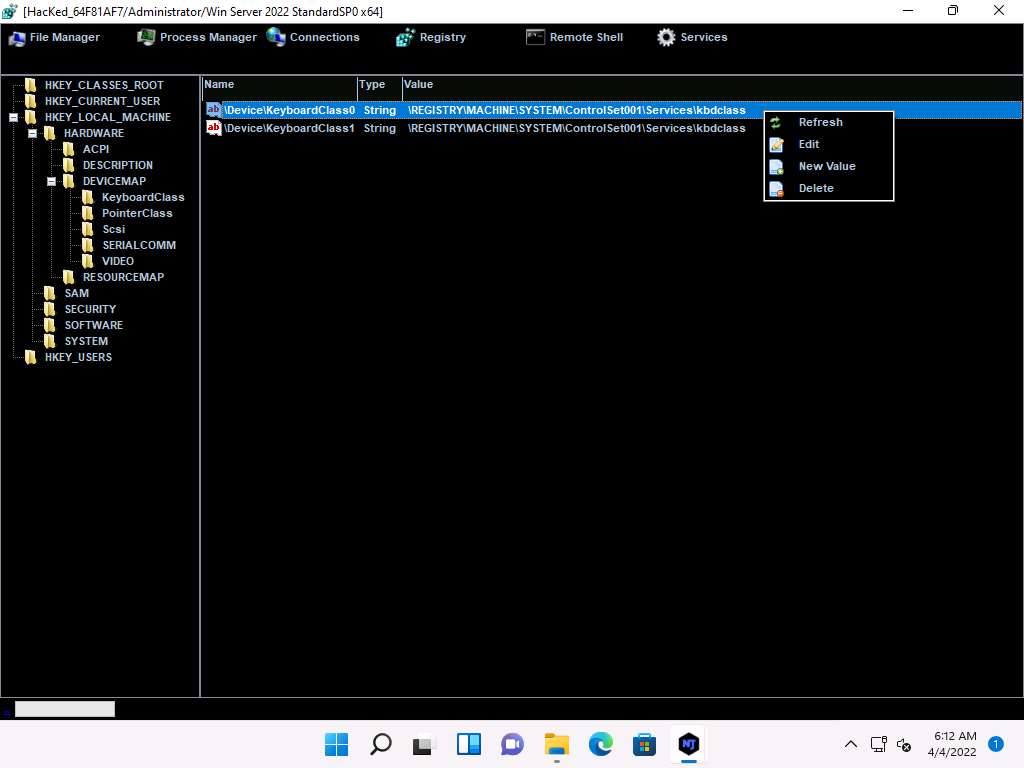 [HacKed_64F81AF7/Administrator/Win Server 2022 StandardSP0 x64]
File Manager Process Manager Connections Registry Remote Shell Services
HKEY_CLASSES_ROOT
HKEY_CURRENT_USER
HKEY_LOCAL_MACHINE
HARDWARE
ACPI
DESCRIPTION
DEVICEMAP
KeyboardClass
PointerClass
Scsi
SERIALCOMM
VIDEO
RESOURCEMAP
SAM
SECURITY
SOFTWARE
SYSTEM
HKEY_USERS
Name Type Value
ab \Device\KeyboardClass0 String \REGISTRY\MACHINE\SYSTEM\ControlSet001\Services\kbdclass
ab \Device\KeyboardClass1 String \REGISTRY\MACHINE\SYSTEM\ControlSet001\Services\kbdclass
Refresh
Edit
New Value
Delete
NJ
6:12 AM
4/4/2022
1